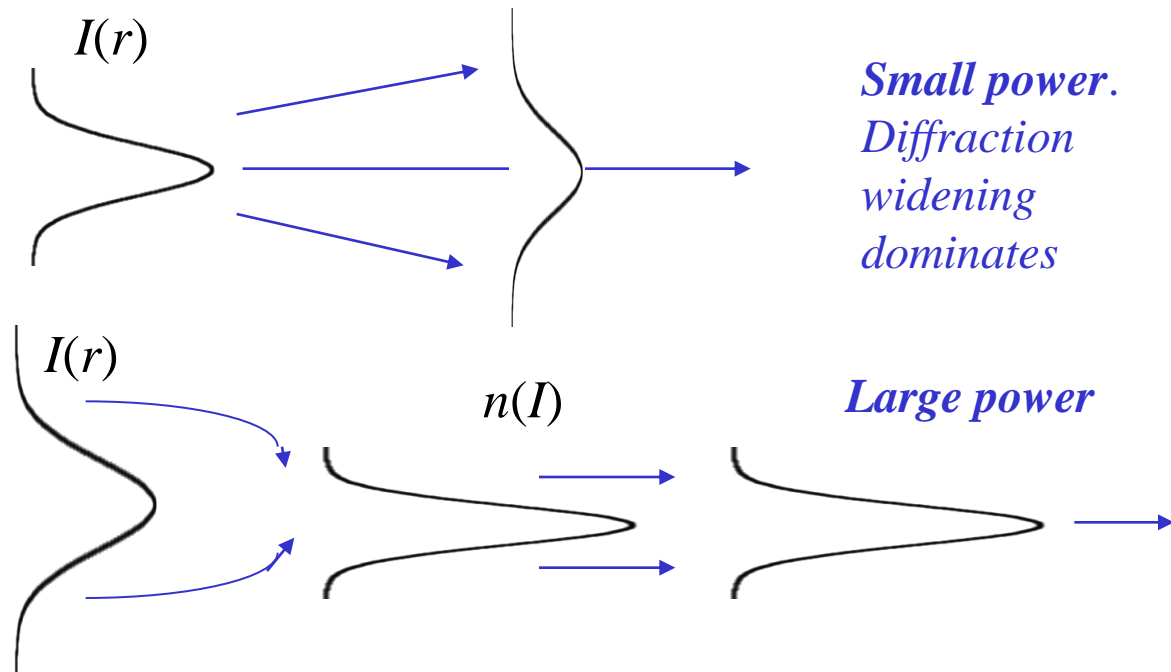 I(r)
Small power.
Diffraction
widening
dominates
I(r)
n(I)
Large power